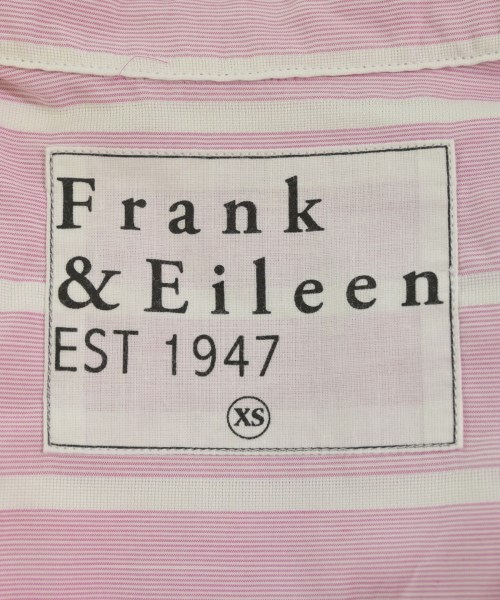 Frank
& Eileen
EST 1947
XS